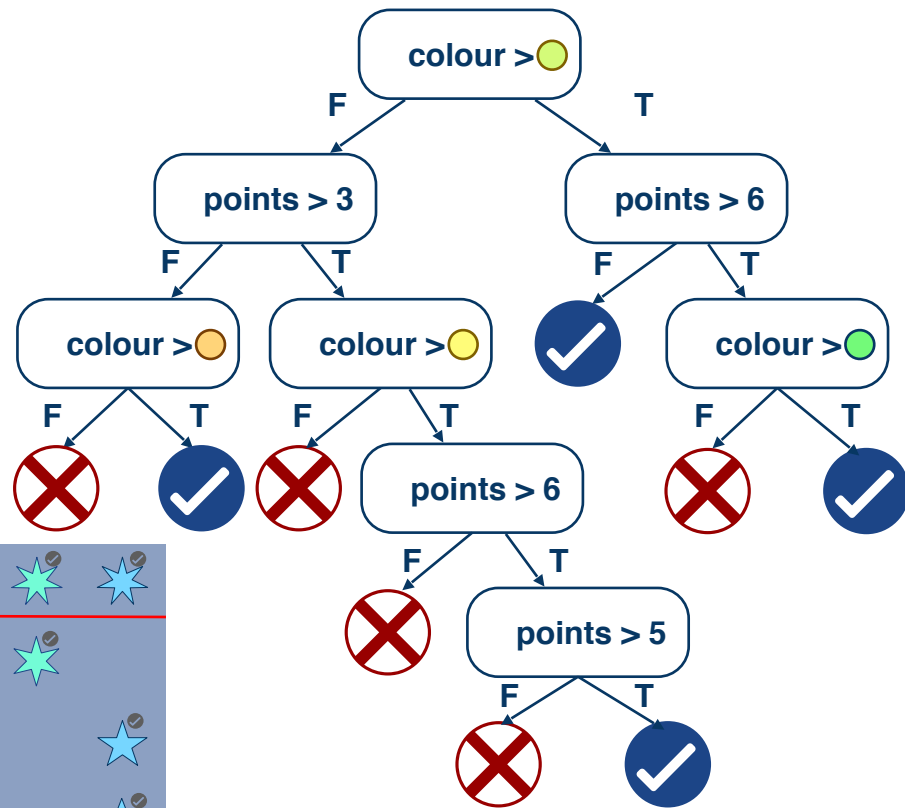 colour >
F T
points > 3 points > 6
F T F T
colour > colour > colour >
F T F T F T
points > 6
F T
points > 5
F T